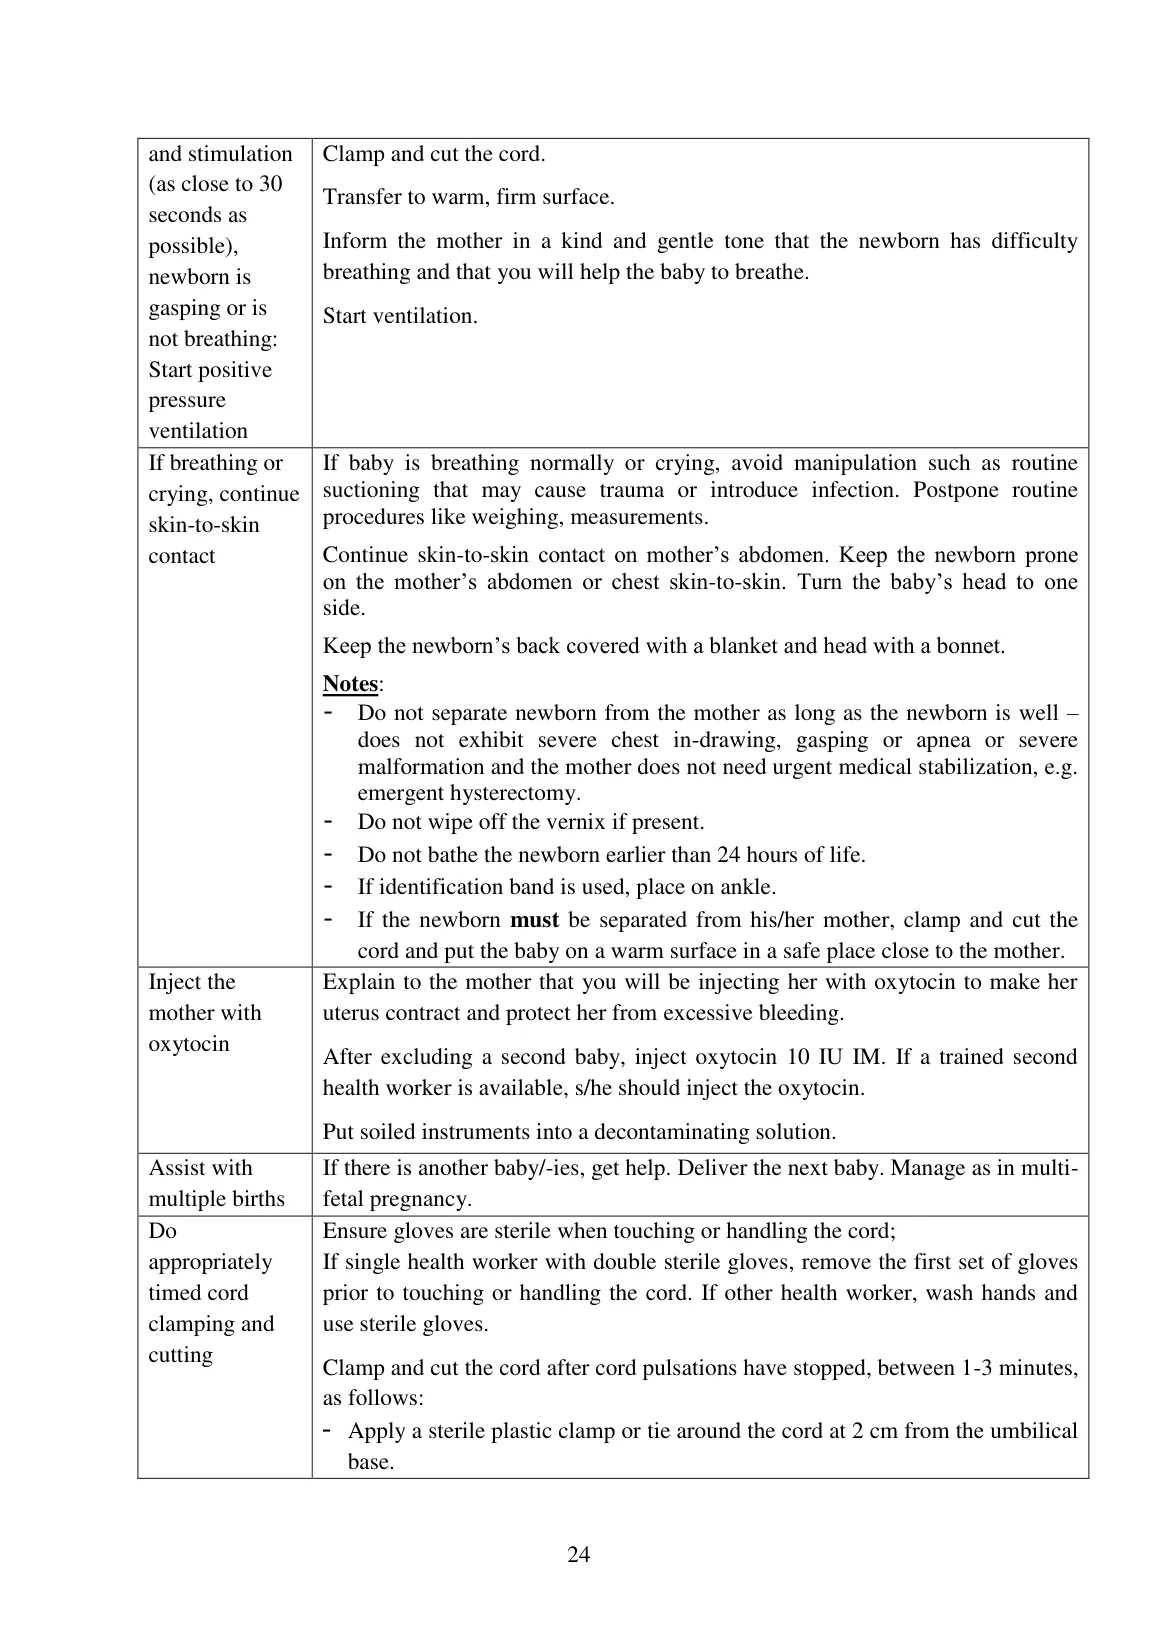 and stimulation
(as close to 30
seconds as
possible),
newborn is
gasping or is
not breathing:
Start positive
pressure
ventilation
Clamp and cut the cord.
Transfer to warm, firm surface.
Inform the mother in a kind and gentle tone that the newborn has difficulty
breathing and that you will help the baby to breathe.
Start ventilation.
If breathing or
crying, continue
skin-to-skin
contact
If baby is breathing normally or crying, avoid manipulation such as routine
suctioning that may cause trauma or introduce infection. Postpone routine
procedures like weighing, measurements.
Continue skin-to-skin contact on mother’s abdomen. Keep the newborn prone
on the mother’s abdomen or chest skin-to-skin. Turn the baby’s head to one
side.
Keep the newborn’s back covered with a blanket and head with a bonnet.
Notes:
- Do not separate newborn from the mother as long as the newborn is well –
does not exhibit severe chest in-drawing, gasping or apnea or severe
malformation and the mother does not need urgent medical stabilization, e.g.
emergent hysterectomy.
- Do not wipe off the vernix if present.
- Do not bathe the newborn earlier than 24 hours of life.
- If identification band is used, place on ankle.
- If the newborn must be separated from his/her mother, clamp and cut the
cord and put the baby on a warm surface in a safe place close to the mother.
Inject the
mother with
oxytocin
Explain to the mother that you will be injecting her with oxytocin to make her
uterus contract and protect her from excessive bleeding.
After excluding a second baby, inject oxytocin 10 IU IM. If a trained second
health worker is available, s/he should inject the oxytocin.
Put soiled instruments into a decontaminating solution.
Assist with
multiple births
If there is another baby/-ies, get help. Deliver the next baby. Manage as in multi-
fetal pregnancy.
Do
appropriately
timed cord
clamping and
cutting
Ensure gloves are sterile when touching or handling the cord;
If single health worker with double sterile gloves, remove the first set of gloves
prior to touching or handling the cord. If other health worker, wash hands and
use sterile gloves.
Clamp and cut the cord after cord pulsations have stopped, between 1-3 minutes,
as follows:
- Apply a sterile plastic clamp or tie around the cord at 2 cm from the umbilical
base.
24